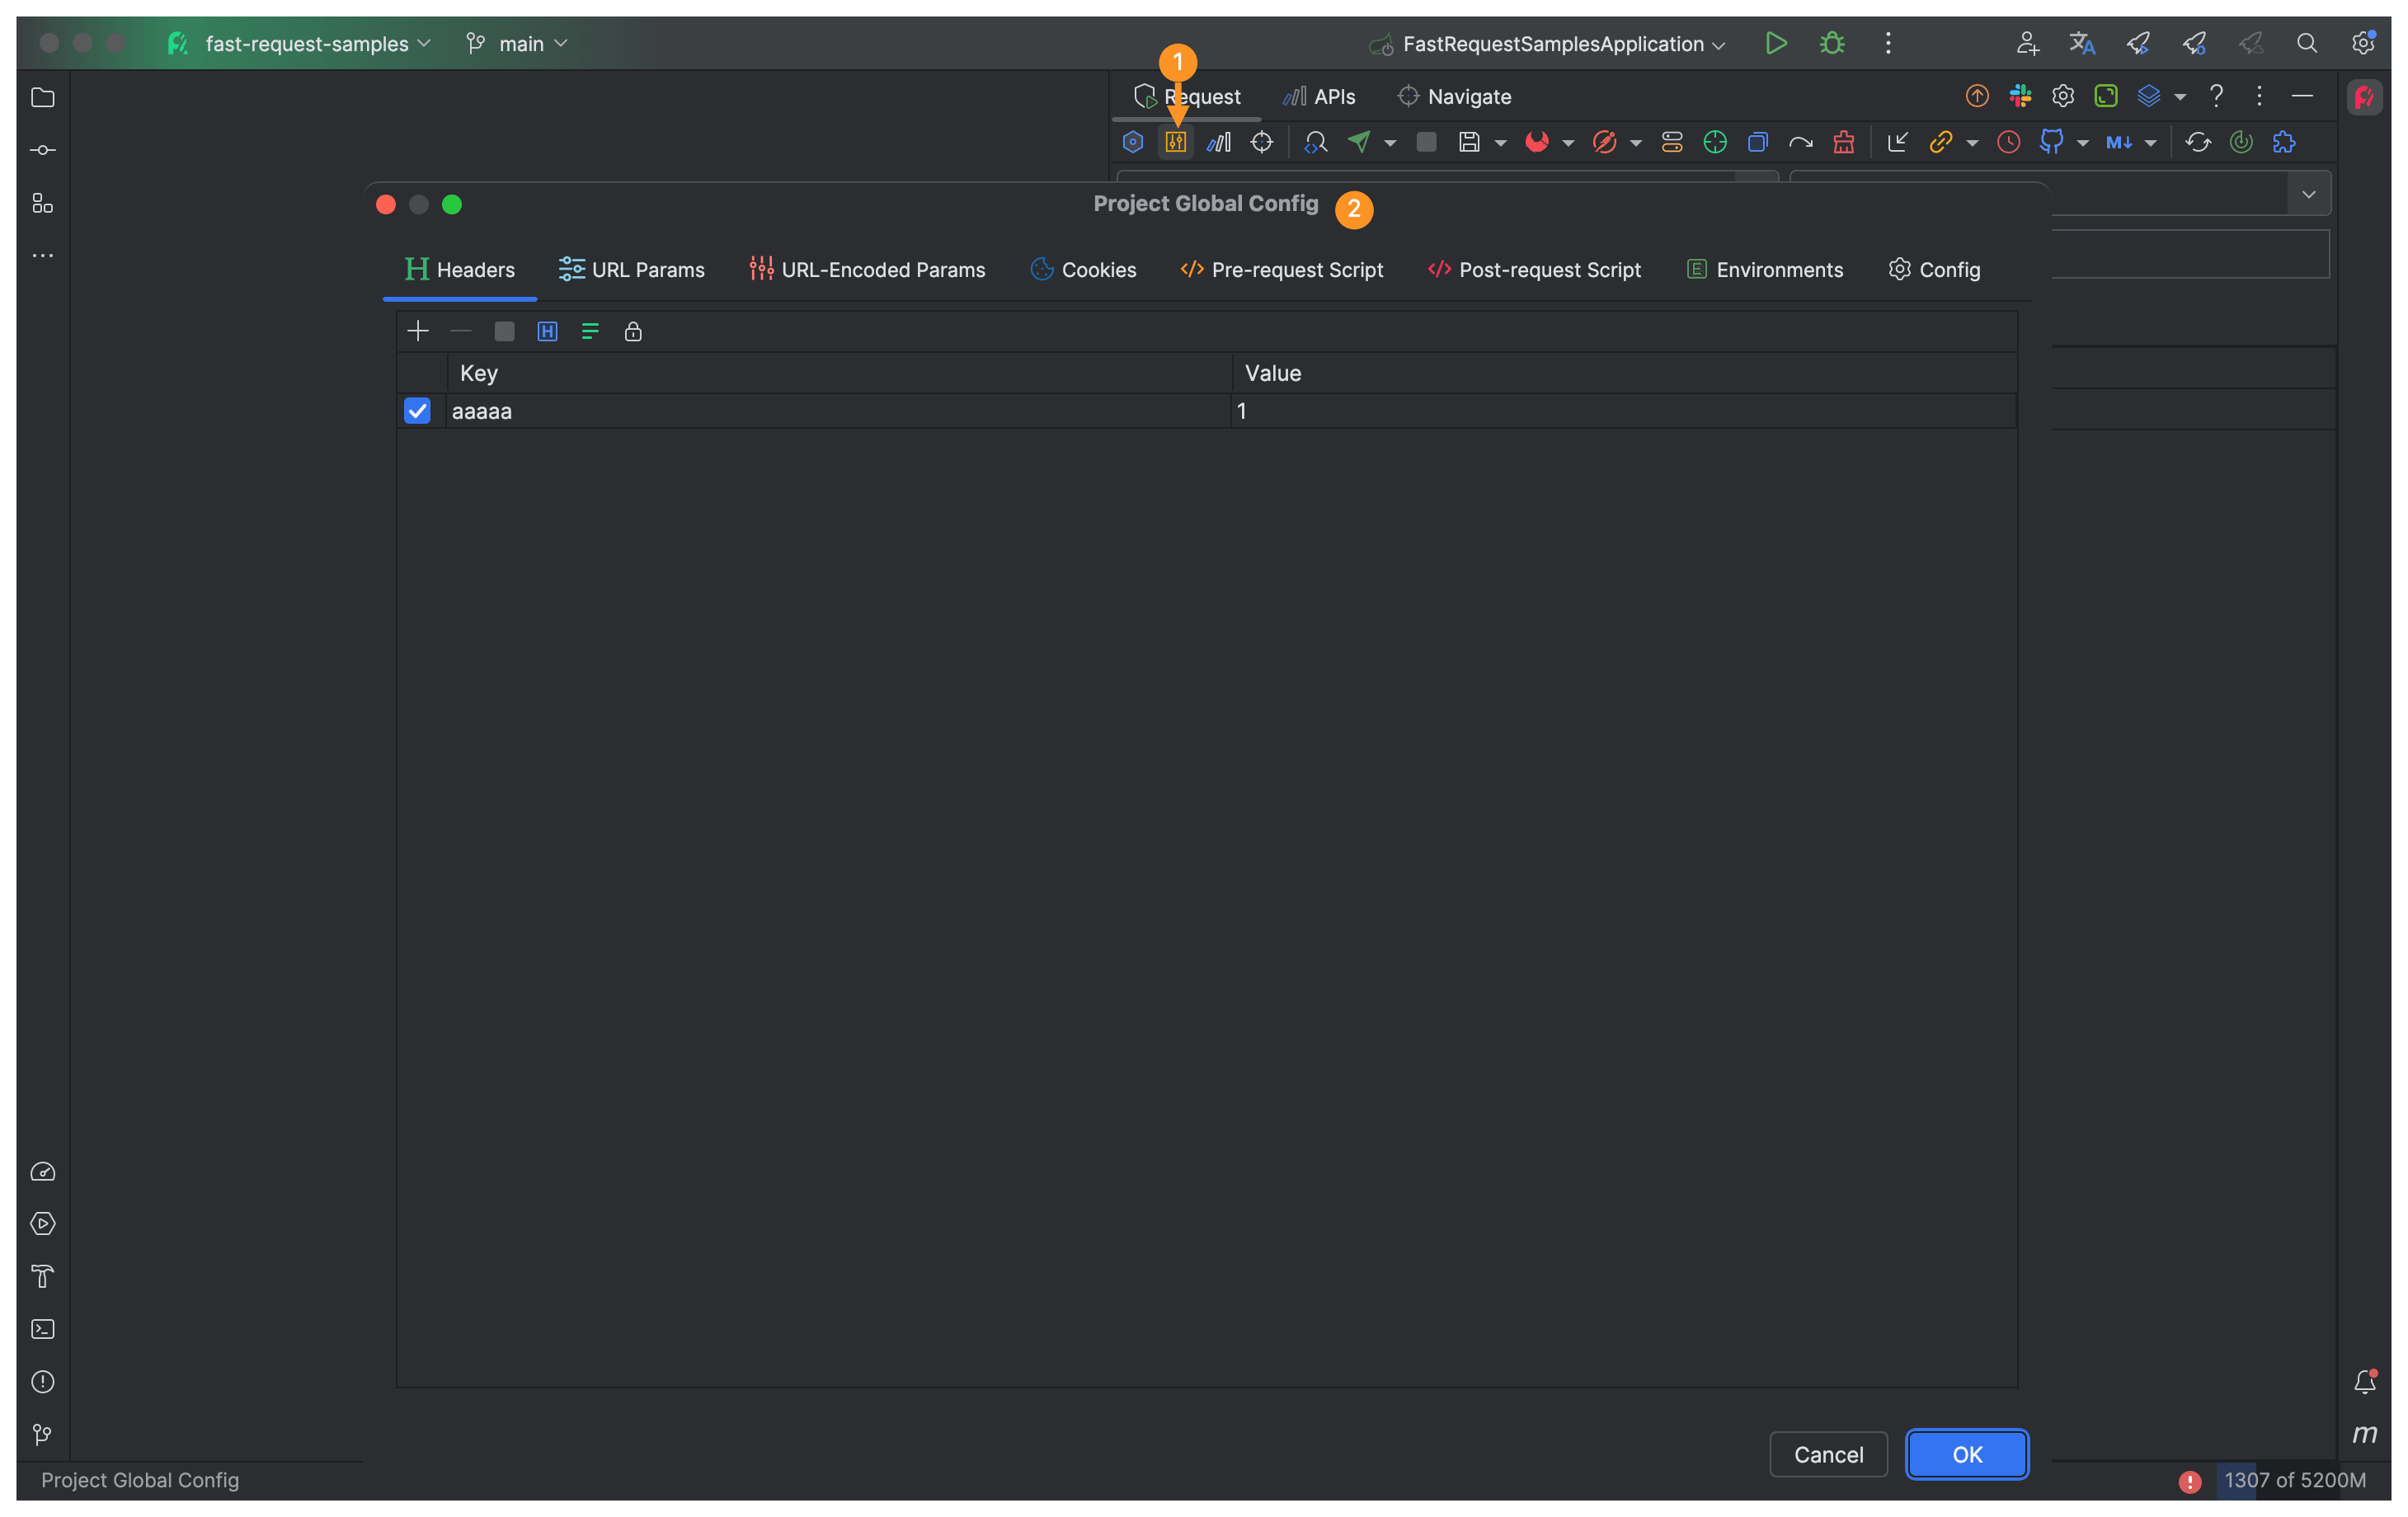 fast-request-samples main FastRequestSamplesApplication
1
Request APIs Navigate
M↓
Project Global Config 2
H Headers URL Params URL-Encoded Params Cookies </> Pre-request Script </> Post-request Script E Environments Config
H
Key Value
aaaaa 1
Cancel OK
m
Project Global Config 1307 of 5200M